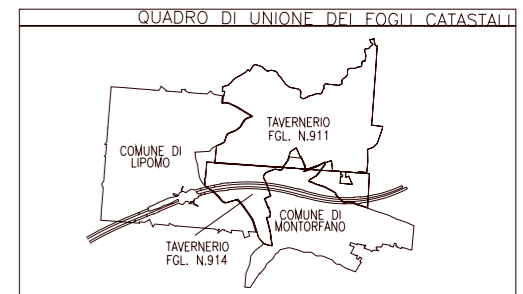 QUADRO DI UNIONE DEI FOGLI CATASTALI
TAVERNERIO
FGL. N.911
COMUNE DI
LIPOMO
COMUNE DI
MONTORFANO
TAVERNERIO
FGL. N.914